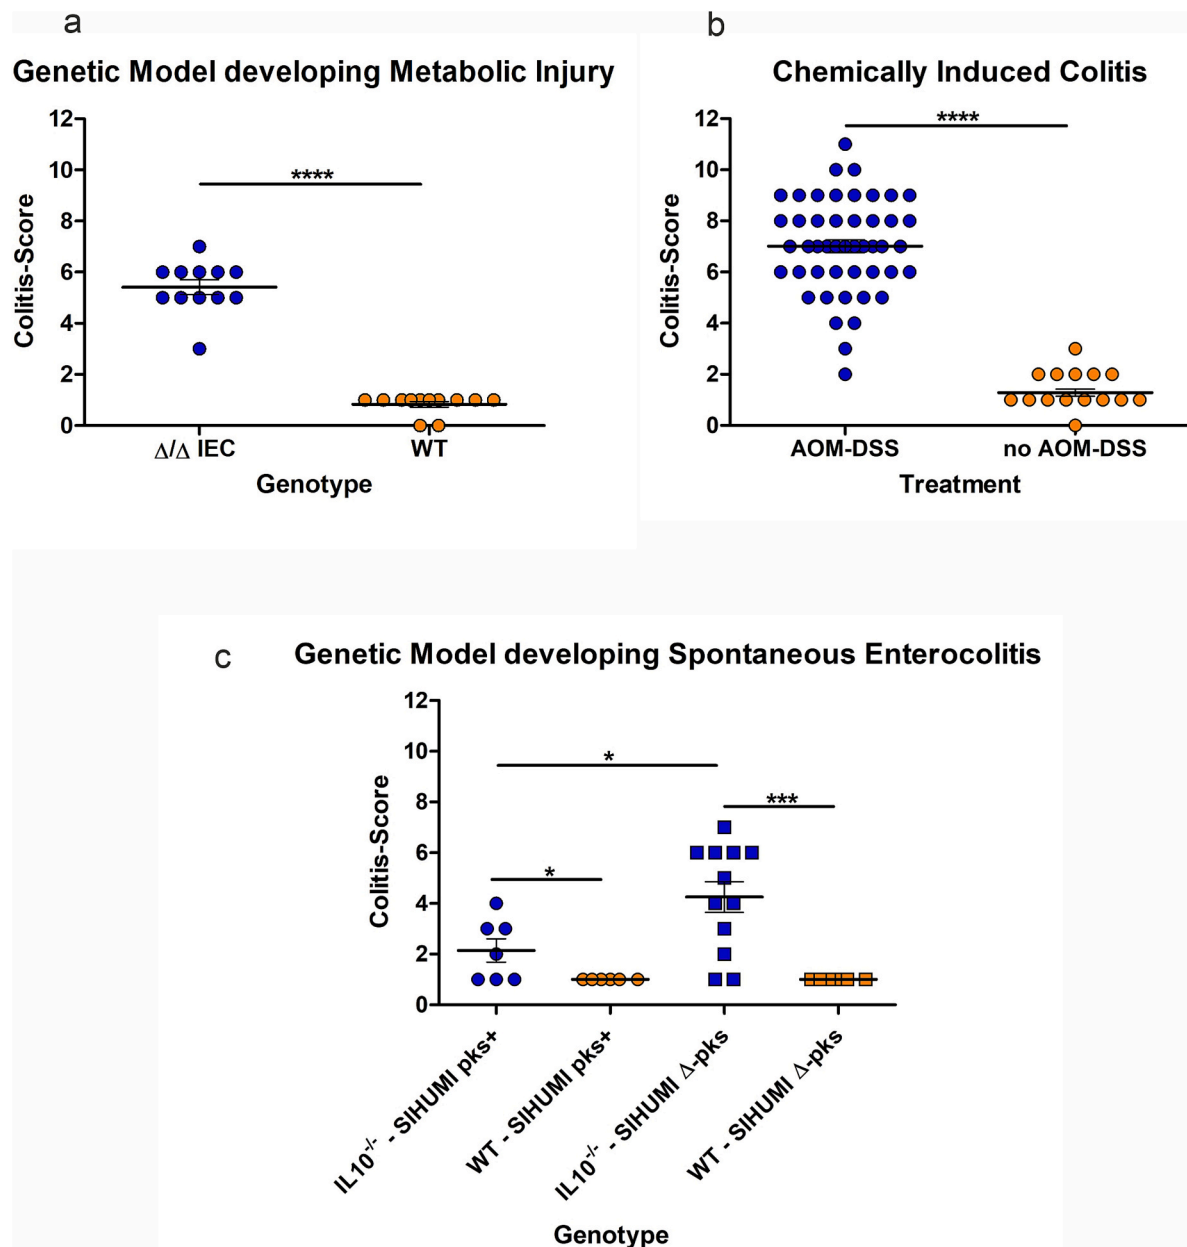 a
Genetic Model developing Metabolic Injury
12
10
8
6
4
2
0
Colitis-Score
****
Δ/Δ IEC
WT
Genotype
b
Chemically Induced Colitis
12
10
8
6
4
2
0
Colitis-Score
****
AOM-DSS
no AOM-DSS
Treatment
c
Genetic Model developing Spontaneous Enterocolitis
12
10
8
6
4
2
0
Colitis-Score
*
*
***
IL10-/- - SIHUMI pks+
WT - SIHUMI pks+
IL10-/- - SIHUMI Δ-pks
WT - SIHUMI Δ-pks
Genotype